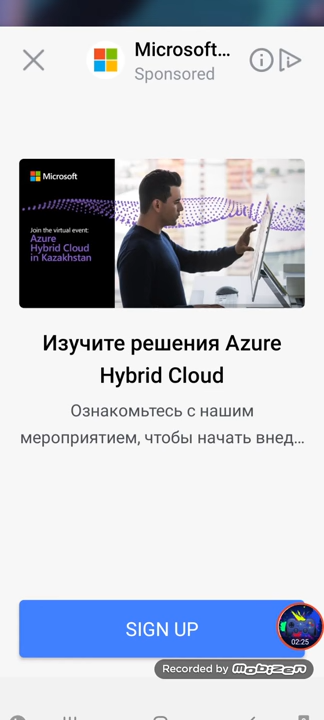 Microsoft...
Sponsored
Microsoft
Join the virtual event:
Azure
Hybrid Cloud
in Kazakhstan
Изучите решения Azure
Hybrid Cloud
Ознакомьтесь с нашим
мероприятием, чтобы начать внед...
SIGN UP
02:25
Recorded by mobizen